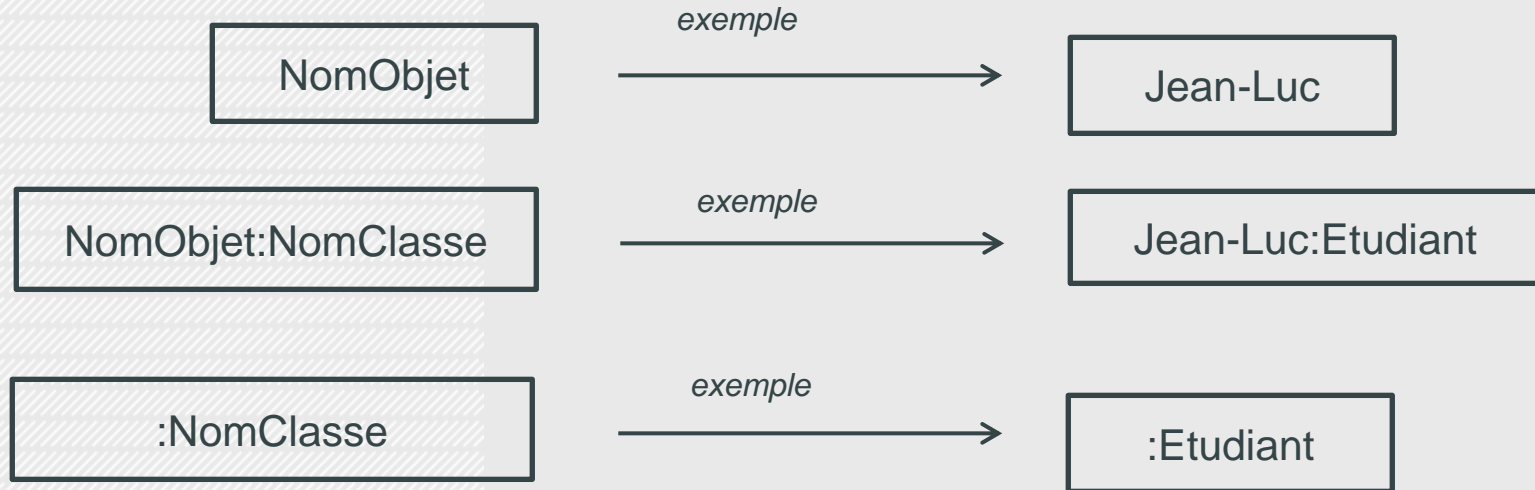 exemple
NomObjet
Jean-Luc
exemple
NomObjet:NomClasse
Jean-Luc:Etudiant
exemple
:NomClasse
:Etudiant